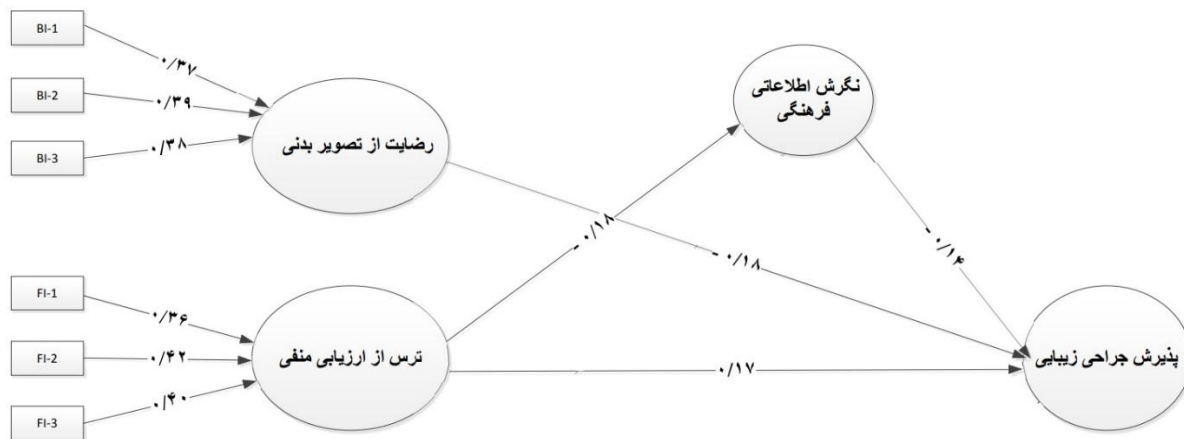 BI-1
۰/۳۷
BI-2
۰/۳۹
BI-3
۰/۳۸
رضایت از تصویر بدنی
نگرش اطلاعاتی
فرهنگی
- ۰/۱۸
- ۰/۱۸
- ۰/۱۴
FI-1
۰/۳۶
FI-2
۰/۴۲
FI-3
۰/۴۰
ترس از ارزیابی منفی
۰/۱۷
پذیرش جراحی زیبایی